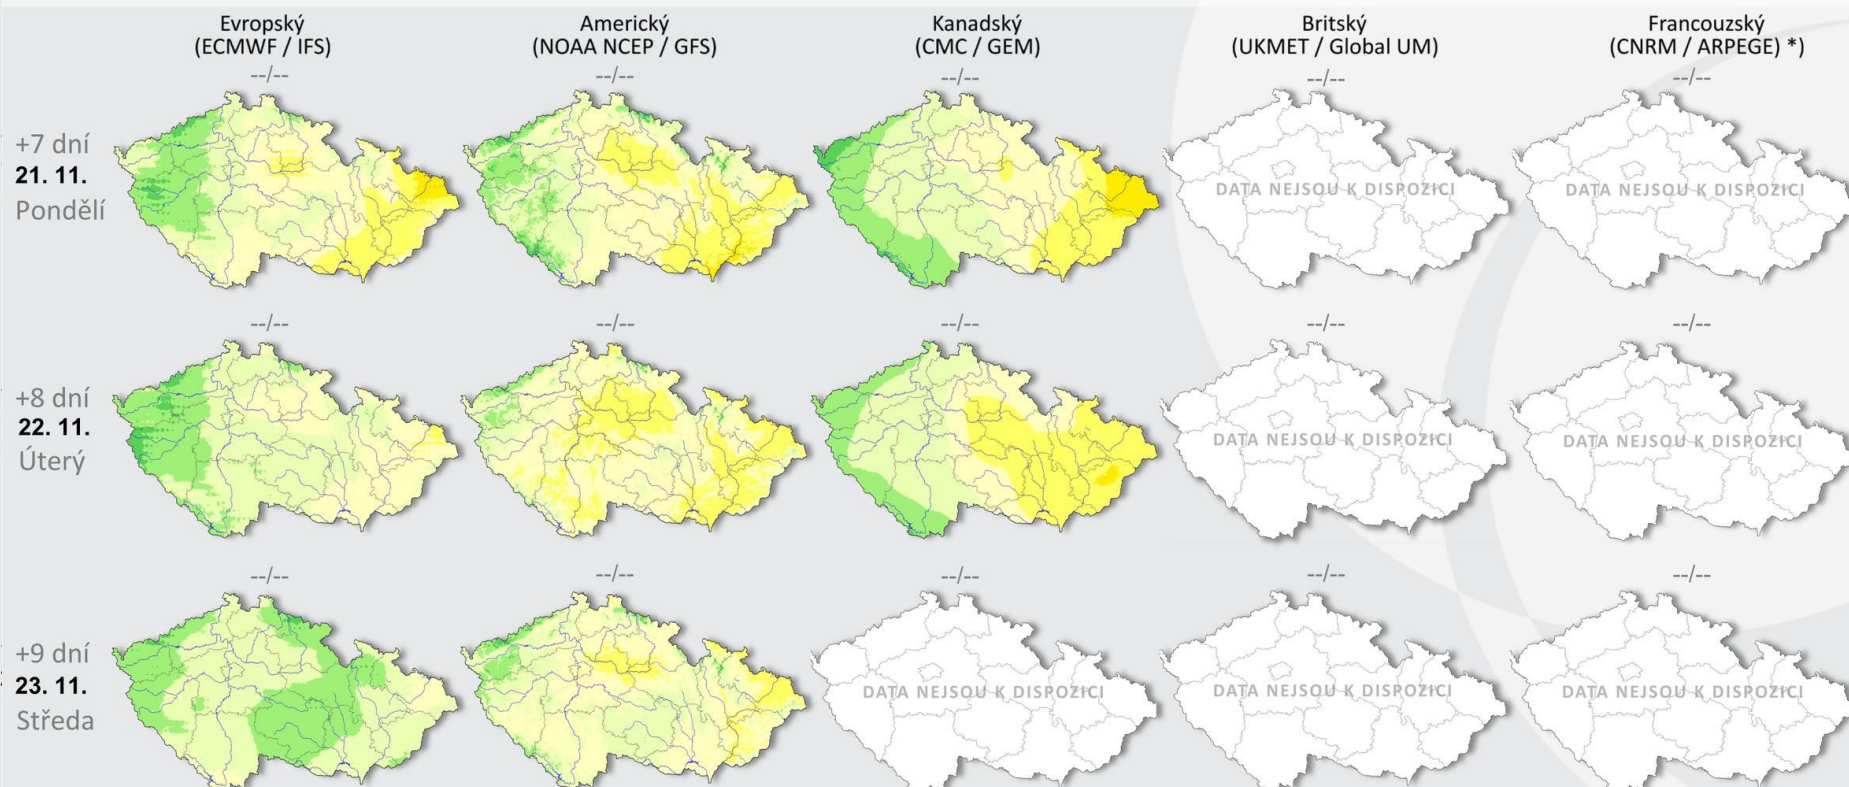 Evropský
(ECMWF / IFS)
Americký
(NOAA NCEP / GFS)
Kanadský
(CMC / GEM)
Britský
(UKMET / Global UM)
Francouzský
(CNRM / ARPEGE) *)
--/-- --/-- --/-- --/-- --/--
+7 dní
21. 11.
Pondělí
DATA NEJSOU K DISPOZICI
DATA NEJSOU K DISPOZICI
--/-- --/-- --/-- --/-- --/--
+8 dní
22. 11.
Úterý
DATA NEJSOU K DISPOZICI
DATA NEJSOU K DISPOZICI
--/-- --/-- --/-- --/-- --/--
+9 dní
23. 11.
Středa
DATA NEJSOU K DISPOZICI
DATA NEJSOU K DISPOZICI
DATA NEJSOU K DISPOZICI